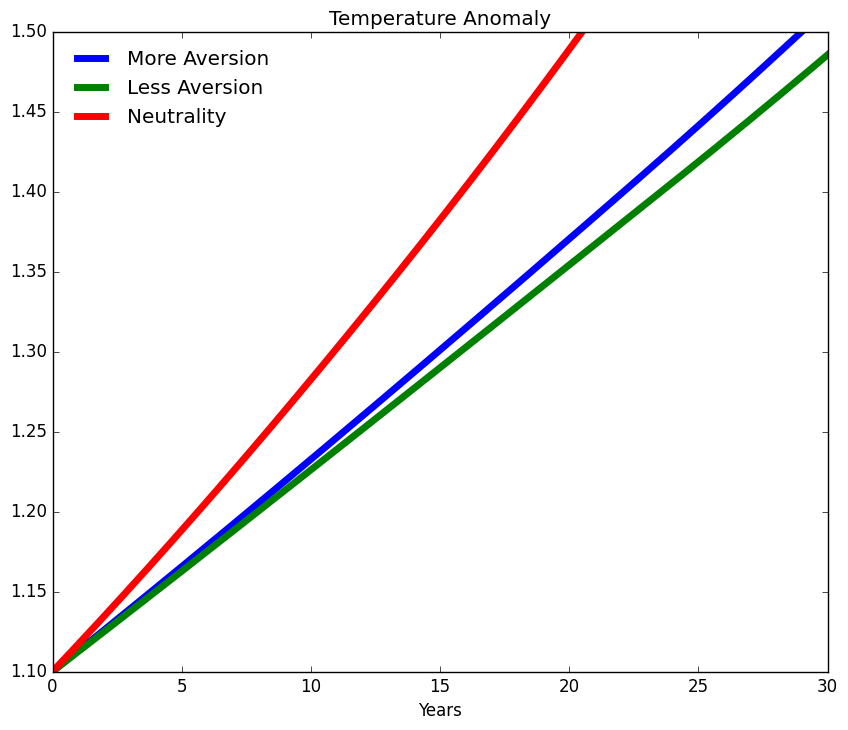 Temperature Anomaly
1.50
1.45
1.40
1.35
1.30
1.25
1.20
1.15
1.10
More Aversion
Less Aversion
Neutrality
0 5 10 15 20 25 30
Years